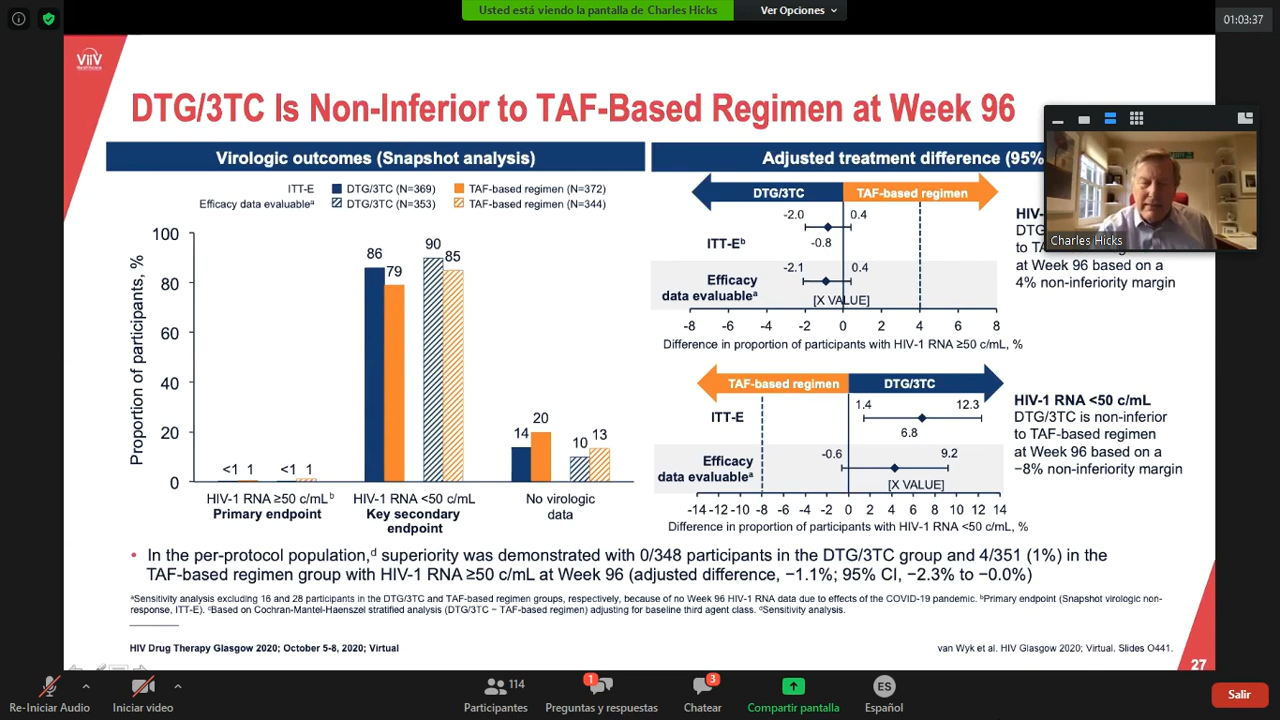 Usted está viendo la pantalla de Charles Hicks
Ver Opciones
01:03:37
ViiV
Healthcare
DTG/3TC Is Non-Inferior to TAF-Based Regimen at Week 96
Virologic outcomes (Snapshot analysis)
ITT-E DTG/3TC (N=369) TAF-based regimen (N=372)
Efficacy data evaluableᵃ DTG/3TC (N=353) TAF-based regimen (N=344)
Proportion of participants, %
100
80
60
40
20
0
<1 1 <1 1
86 79 90 85
14 20 10 13
HIV-1 RNA ≥50 c/mLᵇ
Primary endpoint
HIV-1 RNA <50 c/mL
Key secondary
endpoint
No virologic
data
Adjusted treatment difference (95%
DTG/3TC TAF-based regimen
-2.0 0.4
ITT-Eᵇ
-0.8
-2.1 0.4
Efficacy
data evaluableᵃ
[X VALUE]
-8 -6 -4 -2 0 2 4 6 8
Difference in proportion of participants with HIV-1 RNA ≥50 c/mL, %
HIV-
DTG
to TAF
at Week 96 based on a
4% non-inferiority margin
Charles Hicks
TAF-based regimen DTG/3TC
1.4 12.3
ITT-E
6.8
-0.6 9.2
Efficacy
data evaluableᵃ
[X VALUE]
-14 -12 -10 -8 -6 -4 -2 0 2 4 6 8 10 12 14
Difference in proportion of participants with HIV-1 RNA <50 c/mL, %
HIV-1 RNA <50 c/mL
DTG/3TC is non-inferior
to TAF-based regimen
at Week 96 based on a
−8% non-inferiority margin
• In the per-protocol population,ᵈ superiority was demonstrated with 0/348 participants in the DTG/3TC group and 4/351 (1%) in the
TAF-based regimen group with HIV-1 RNA ≥50 c/mL at Week 96 (adjusted difference, −1.1%; 95% CI, −2.3% to −0.0%)
ᵃSensitivity analysis excluding 16 and 28 participants in the DTG/3TC and TAF-based regimen groups, respectively, because of no Week 96 HIV-1 RNA data due to effects of the COVID-19 pandemic. ᵇPrimary endpoint (Snapshot virologic non-
response, ITT-E). ᶜBased on Cochran-Mantel-Haenszel stratified analysis (DTG/3TC − TAF-based regimen) adjusting for baseline third agent class. ᵈSensitivity analysis.
HIV Drug Therapy Glasgow 2020; October 5-8, 2020; Virtual
van Wyk et al. HIV Glasgow 2020; Virtual. Slides O441.
27
Re-Iniciar Audio
Iniciar video
114
Participantes
1
Preguntas y respuestas
3
Chatear
Compartir pantalla
ES
Español
Salir